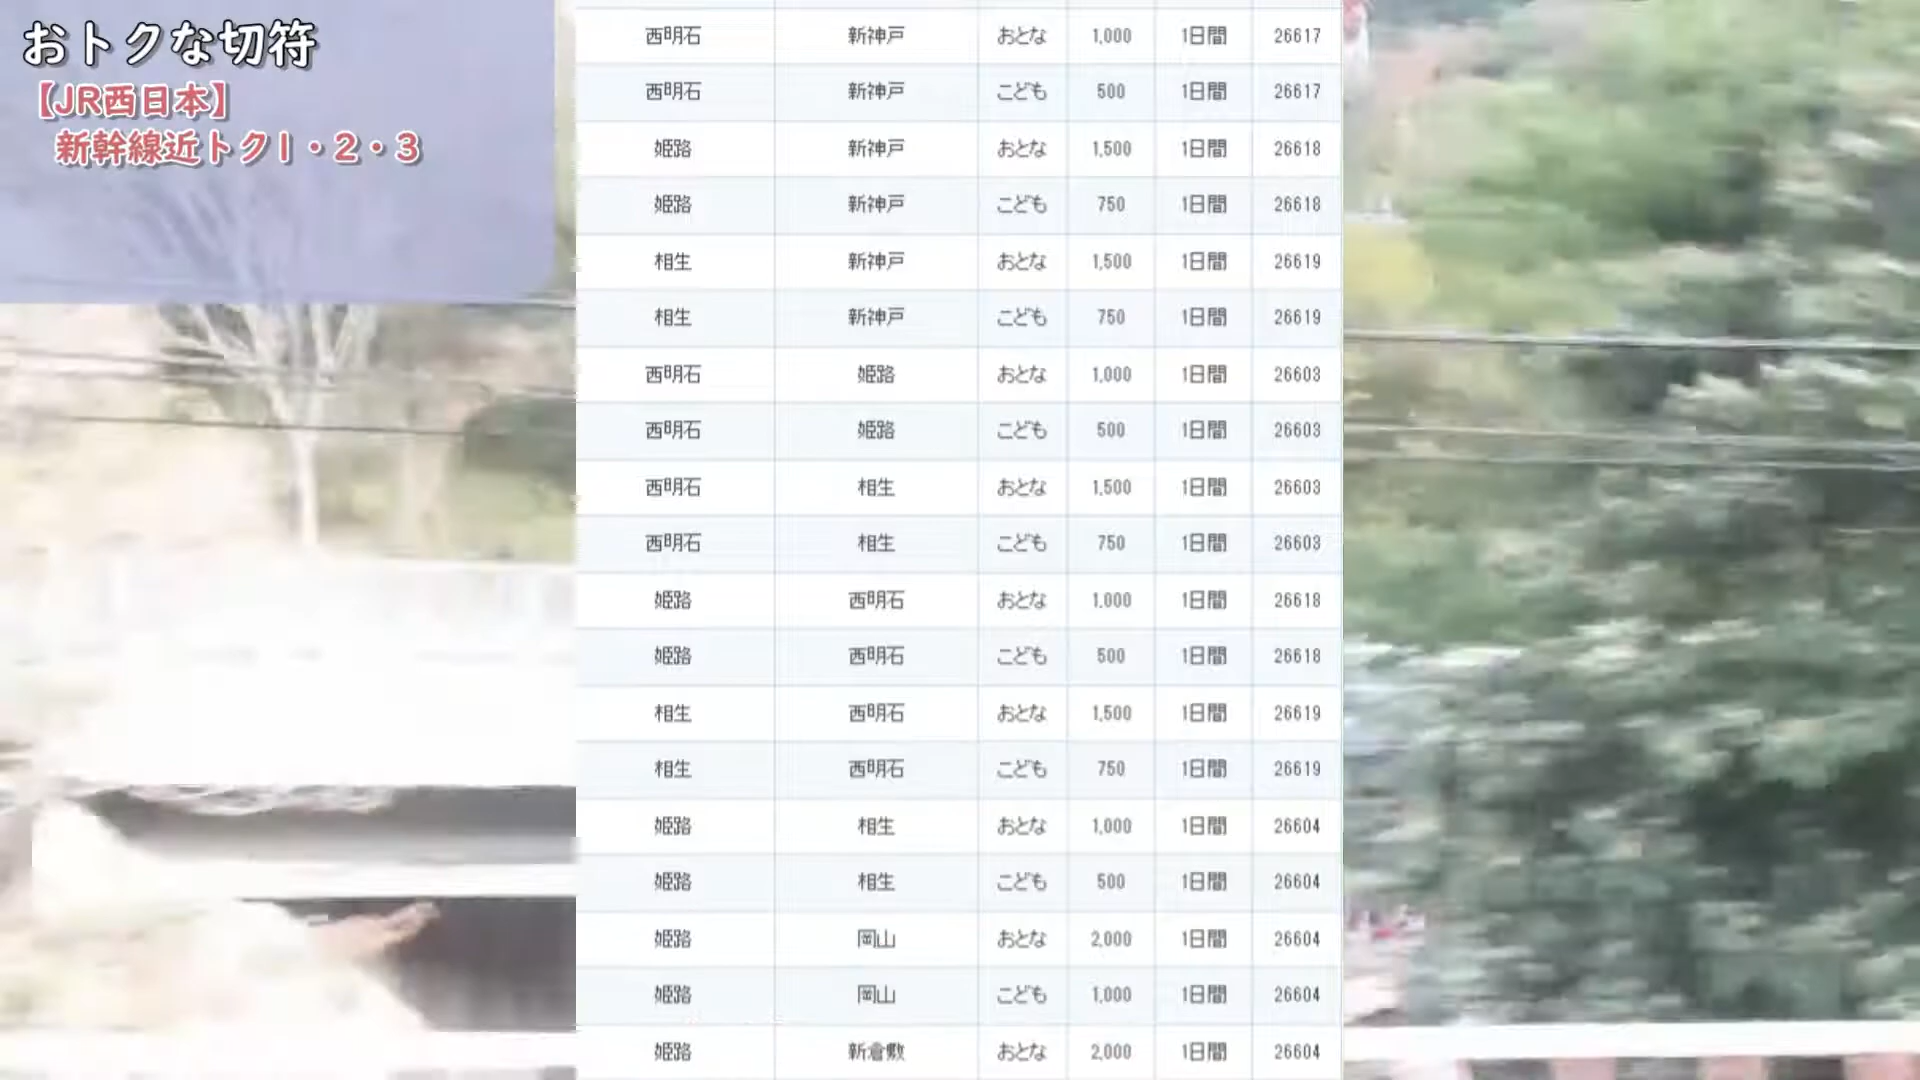 おトクな切符
【JR西日本】
新幹線近トク1・2・3
西明石 新神戸 おとな 1,000 1日間 26617
西明石 新神戸 こども 500 1日間 26617
姫路 新神戸 おとな 1,500 1日間 26618
姫路 新神戸 こども 750 1日間 26618
相生 新神戸 おとな 1,500 1日間 26619
相生 新神戸 こども 750 1日間 26619
西明石 姫路 おとな 1,000 1日間 26603
西明石 姫路 こども 500 1日間 26603
西明石 相生 おとな 1,500 1日間 26603
西明石 相生 こども 750 1日間 26603
姫路 西明石 おとな 1,000 1日間 26618
姫路 西明石 こども 500 1日間 26618
相生 西明石 おとな 1,500 1日間 26619
相生 西明石 こども 750 1日間 26619
姫路 相生 おとな 1,000 1日間 26604
姫路 相生 こども 500 1日間 26604
姫路 岡山 おとな 2,000 1日間 26604
姫路 岡山 こども 1,000 1日間 26604
姫路 新倉敷 おとな 2,000 1日間 26604